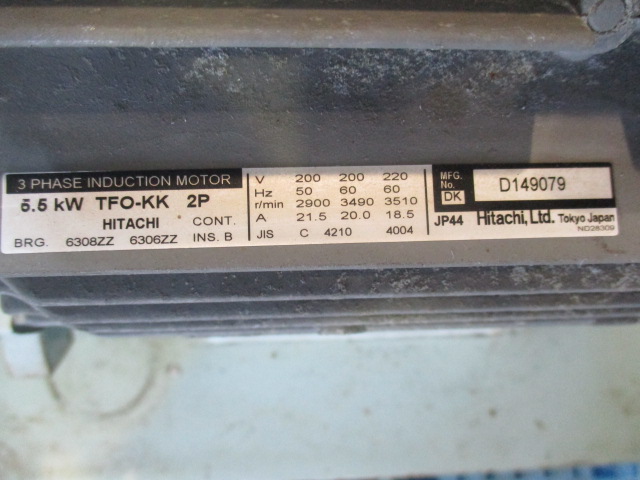 3 PHASE INDUCTION MOTOR
5.5 kW TFO-KK 2P
HITACHI CONT.
BRG. 6308ZZ 6306ZZ INS. B
V 200 200 220
Hz 50 60 60
r/min 2900 3490 3510
A 21.5 20.0 18.5
JIS C 4210 4004
MFG. No. DK D149079
JP44 Hitachi, Ltd. Tokyo Japan
ND28309